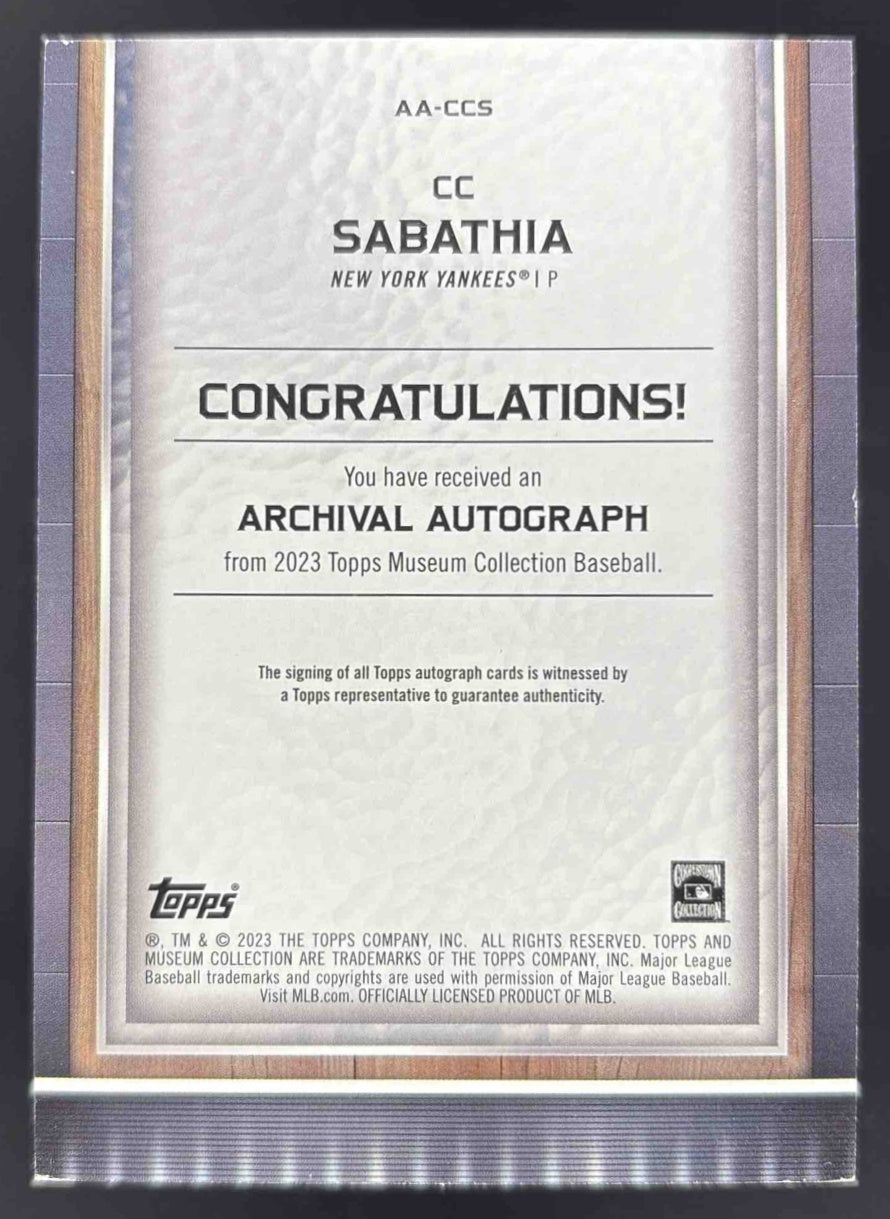 AA-CCS
CC
SABATHIA
NEW YORK YANKEES® | P
CONGRATULATIONS!
You have received an
ARCHIVAL AUTOGRAPH
from 2023 Topps Museum Collection Baseball.
The signing of all Topps autograph cards is witnessed by
a Topps representative to guarantee authenticity.
Topps®
COOPERSTOWN
COLLECTION
®, TM & © 2023 THE TOPPS COMPANY, INC. ALL RIGHTS RESERVED. TOPPS AND
MUSEUM COLLECTION ARE TRADEMARKS OF THE TOPPS COMPANY, INC. Major League
Baseball trademarks and copyrights are used with permission of Major League Baseball.
Visit MLB.com. OFFICIALLY LICENSED PRODUCT OF MLB.